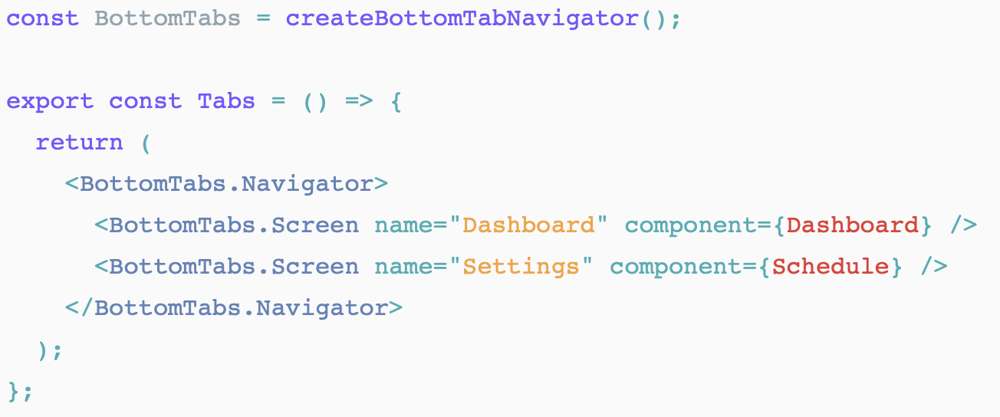 const BottomTabs = createBottomTabNavigator();

export const Tabs = () => {
  return (
    <BottomTabs.Navigator>
      <BottomTabs.Screen name="Dashboard" component={Dashboard} />
      <BottomTabs.Screen name="Settings" component={Schedule} />
    </BottomTabs.Navigator>
  );
};